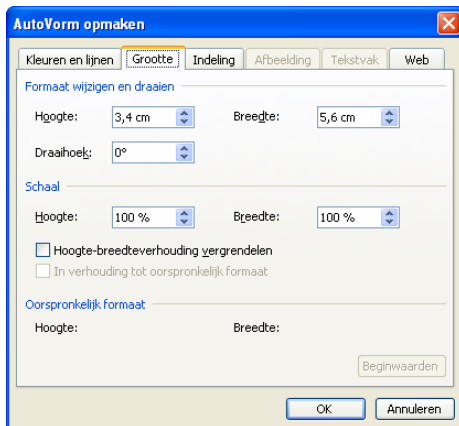 AutoVorm opmaken
Kleuren en lijnen Grootte Indeling Afbeelding Tekstvak Web
Formaat wijzigen en draaien
Hoogte: 3,4 cm Breedte: 5,6 cm
Draaihoek: 0°
Schaal
Hoogte: 100 % Breedte: 100 %
Hoogte-breedteverhouding vergrendelen
In verhouding tot oorspronkelijk formaat
Oorspronkelijk formaat
Hoogte: Breedte:
Beginwaarden
OK Annuleren